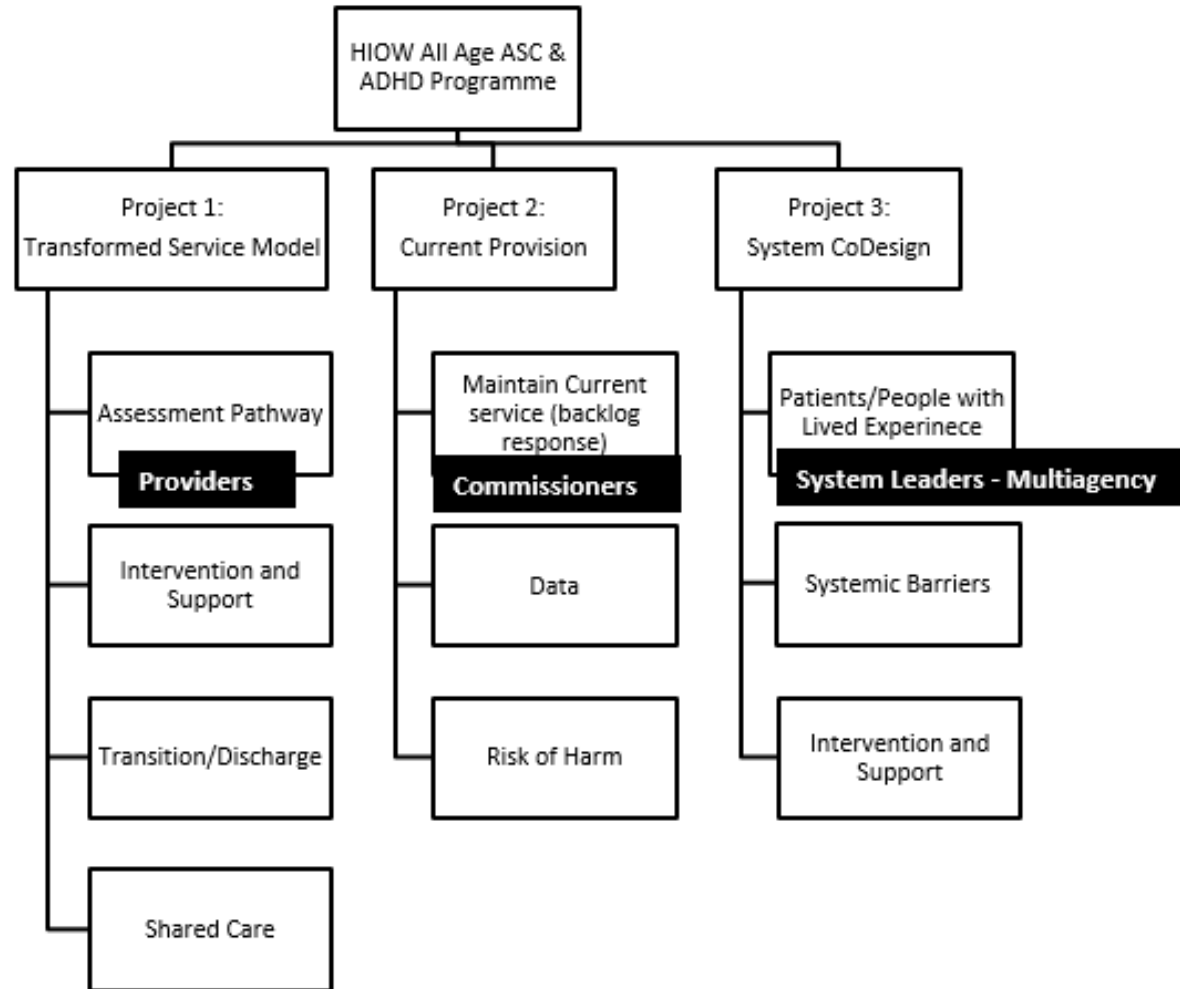 HIOW All Age ASC &
ADHD Programme
Project 1:
Transformed Service Model
Project 2:
Current Provision
Project 3:
System CoDesign
Assessment Pathway
Providers
Intervention and
Support
Transition/Discharge
Shared Care
Maintain Current
service (backlog
response)
Commissioners
Data
Risk of Harm
Patients/People with
Lived Experinece
System Leaders - Multiagency
Systemic Barriers
Intervention and
Support